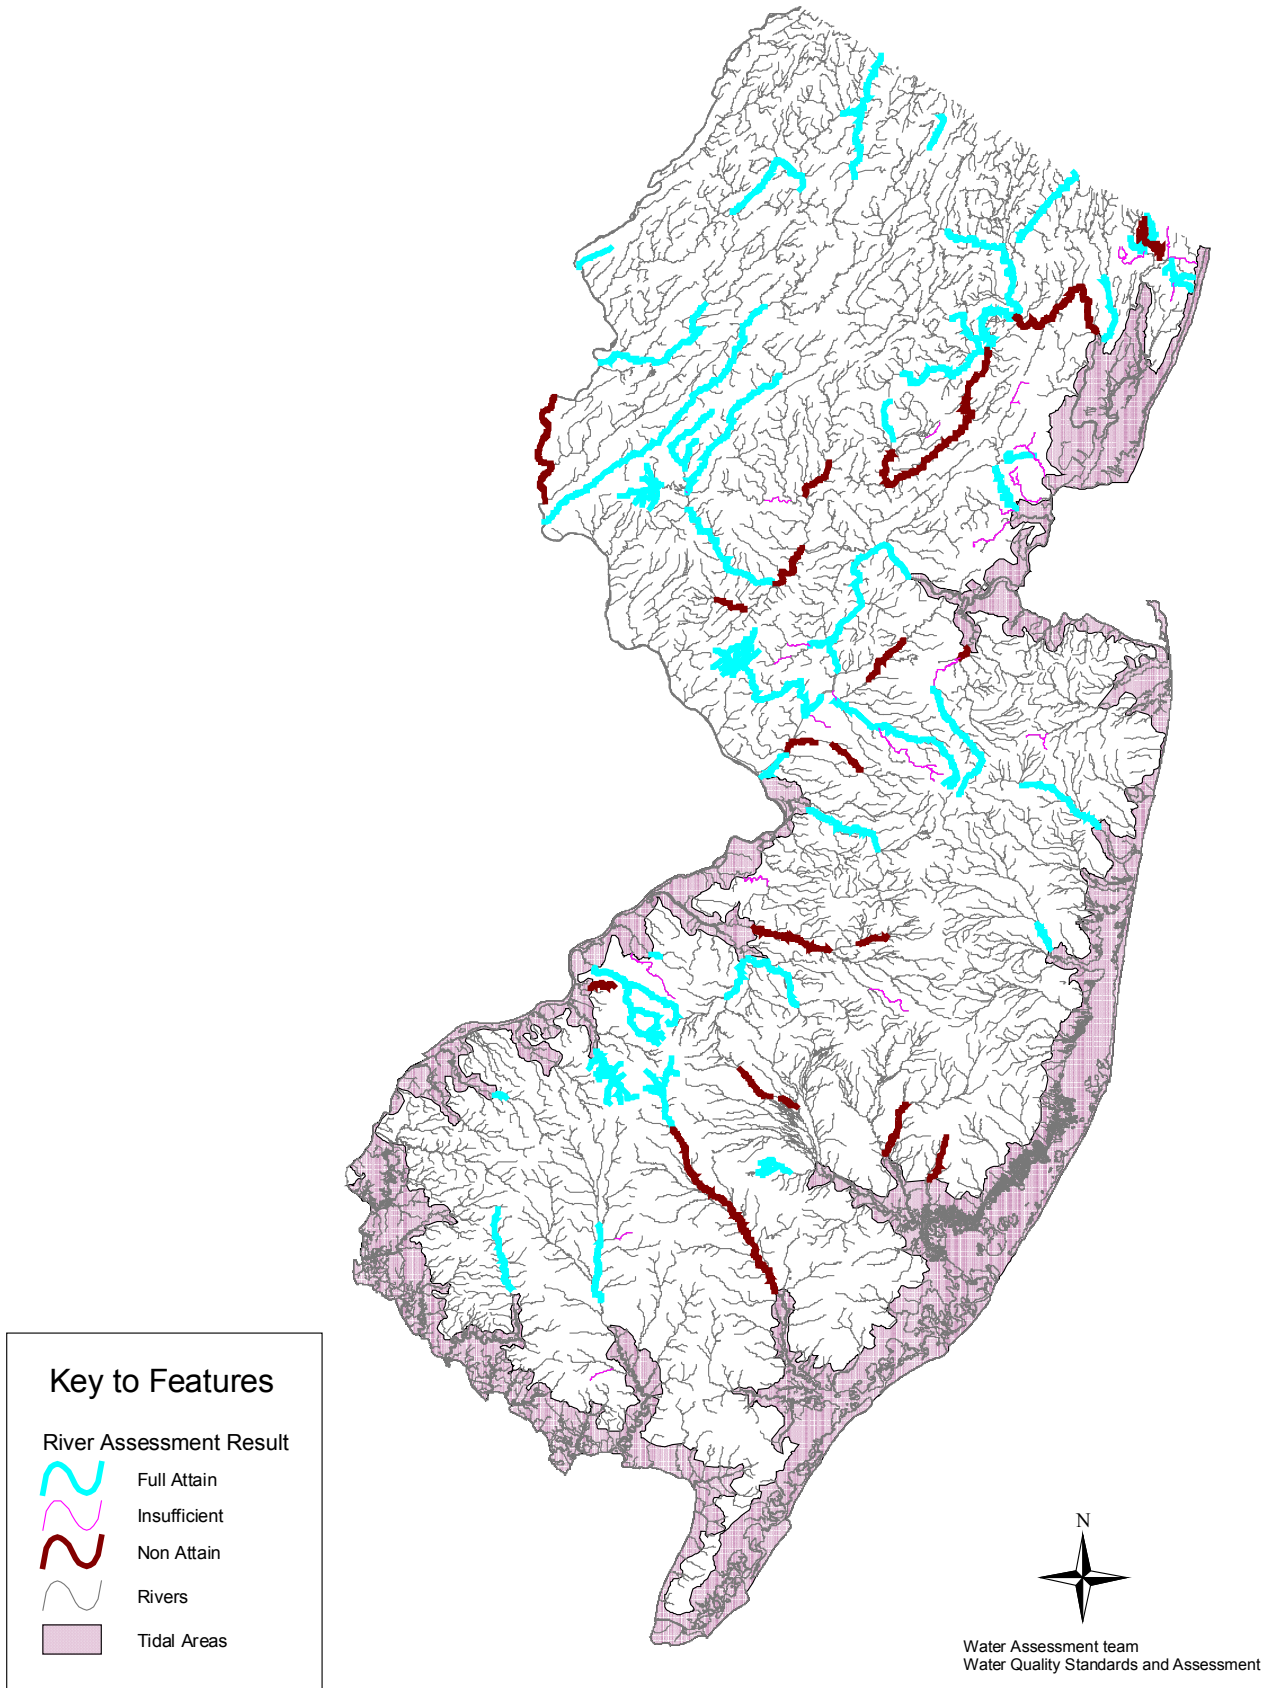 Key to Features
River Assessment Result
Full Attain
Insufficient
Non Attain
Rivers
Tidal Areas
N
Water Assessment team
Water Quality Standards and Assessment